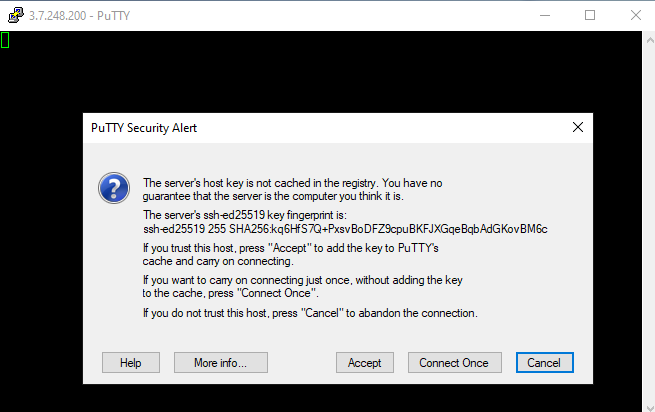 3.7.248.200 - PuTTY
PuTTY Security Alert
The server's host key is not cached in the registry. You have no
guarantee that the server is the computer you think it is.
The server's ssh-ed25519 key fingerprint is:
ssh-ed25519 255 SHA256:kq6HfS7Q+PxsvBoDFZ9cpuBKFJXGqeBqbAdGKovBM6c
If you trust this host, press "Accept" to add the key to PuTTY's
cache and carry on connecting.
If you want to carry on connecting just once, without adding the key
to the cache, press "Connect Once".
If you do not trust this host, press "Cancel" to abandon the connection.
Help More info... Accept Connect Once Cancel